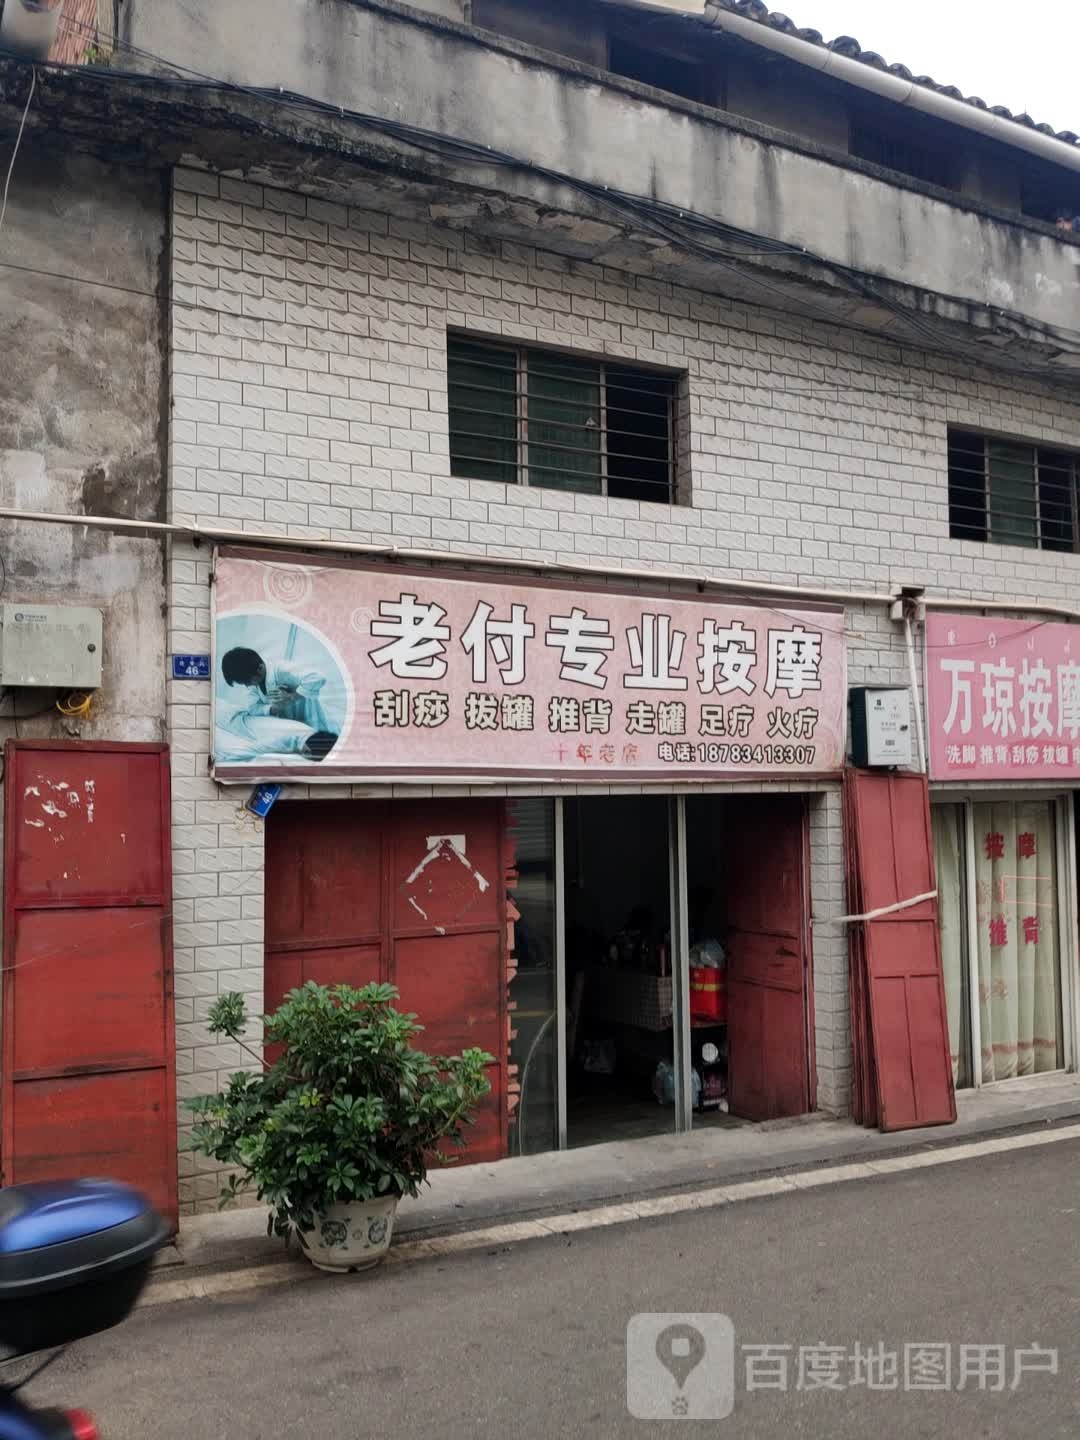 老付专业按摩
刮痧 拔罐 推背 走罐 足疗 火疗
十年老店 电话:18783413307
46
46
万琼按摩
洗脚 推背 刮痧 拔罐
按摩
推背
百度地图用户